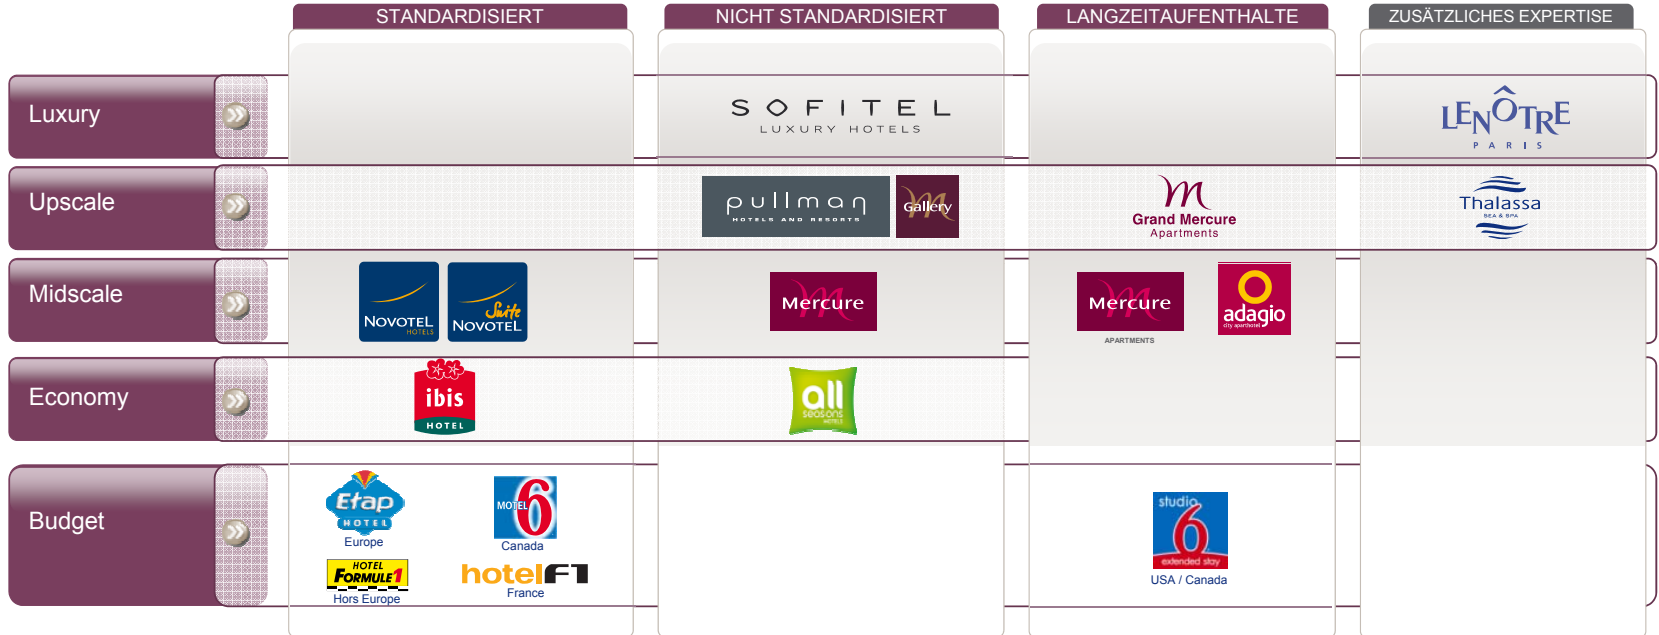 STANDARDISIERT
NICHT STANDARDISIERT
LANGZEITAUFENTHALTE
ZUSÄTZLICHES EXPERTISE
Luxury
SOFITEL
LUXURY HOTELS
LENÔTRE
PARIS
Upscale
pullman
HOTELS AND RESORTS
m
Gallery
m
Grand Mercure
Apartments
Thalassa
SEA & SPA
Midscale
NOVOTEL
HOTELS
Suite
NOVOTEL
Mercure
Mercure
APARTMENTS
adagio
city aparthotel
Economy
ibis
HOTEL
all
seasons
HOTELS
Budget
Etap
HOTEL
Europe
MOTEL
6
Canada
HOTEL
FORMULE1
Hors Europe
hotelF1
France
studio
6
extended stay
USA / Canada